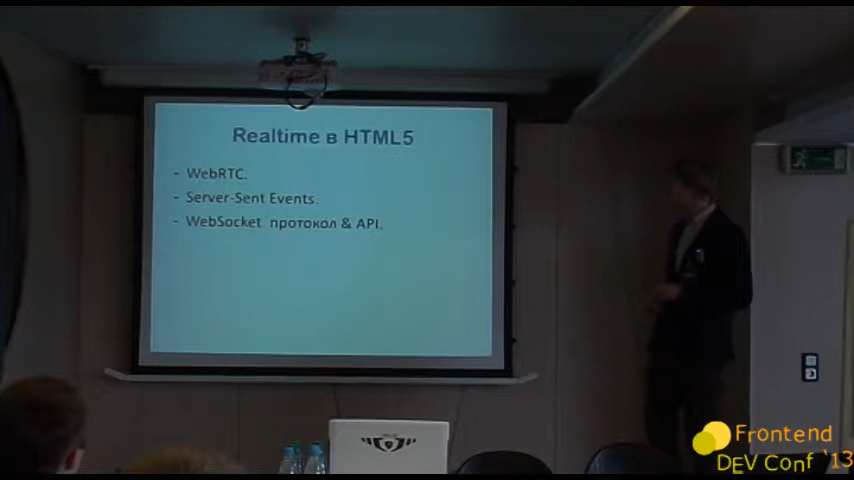 Realtime в HTML5
- WebRTC.
- Server-Sent Events.
- WebSocket протокол & API.
Frontend
DEV Conf '13